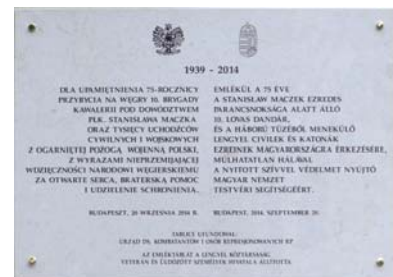 1939 - 2014
DLA UPAMIĘTNIENIA 75-ROCZNICY
PRZYBYCIA NA WĘGRY 10. BRYGADY
KAWALERII POD DOWÓDZTWEM
PŁK. STANISŁAWA MACZKA
ORAZ TYSIĘCY UCHODŹCÓW
CYWILNYCH I WOJSKOWYCH
Z OGARNIĘTEJ POŻOGĄ WOJENNĄ POLSKI,
Z WYRAZAMI NIEPRZEMIJAJĄCEJ
WDZIĘCZNOŚCI NARODOWI WĘGIERSKIEMU
ZA OTWARTE SERCA, BRATERSKĄ POMOC
I UDZIELENIE SCHRONIENIA.
BUDAPESZT, 20 WRZEŚNIA 2014 R.
EMLÉKÜL A 75 ÉVE
A STANISŁAW MACZEK EZREDES
PARANCSNOKSÁGA ALATT ÁLLÓ
10. LOVAS DANDÁR,
ÉS A HÁBORÚ TÜZÉBŐL MENEKÜLŐ
LENGYEL CIVILEK ÉS KATONÁK
EZREINEK MAGYARORSZÁGRA ÉRKEZÉSÉRE,
MÚLHATATLAN HÁLÁVAL
A NYITOTT SZÍVVEL VÉDELMET NYÚJTÓ
MAGYAR NEMZET
TESTVÉRI SEGÍTSÉGÉÉRT.
BUDAPEST, 2014. SZEPTEMBER 20.
TABLICĘ UFUNDOWAŁ:
URZĄD DS. KOMBATANTÓW I OSÓB REPRESJONOWANYCH RP
AZ EMLÉKTÁBLÁT A LENGYEL KÖZTÁRSASÁG
VETERÁN ÉS ÜLDÖZÖTT SZEMÉLYEK HIVATALA ÁLLÍTOTTA